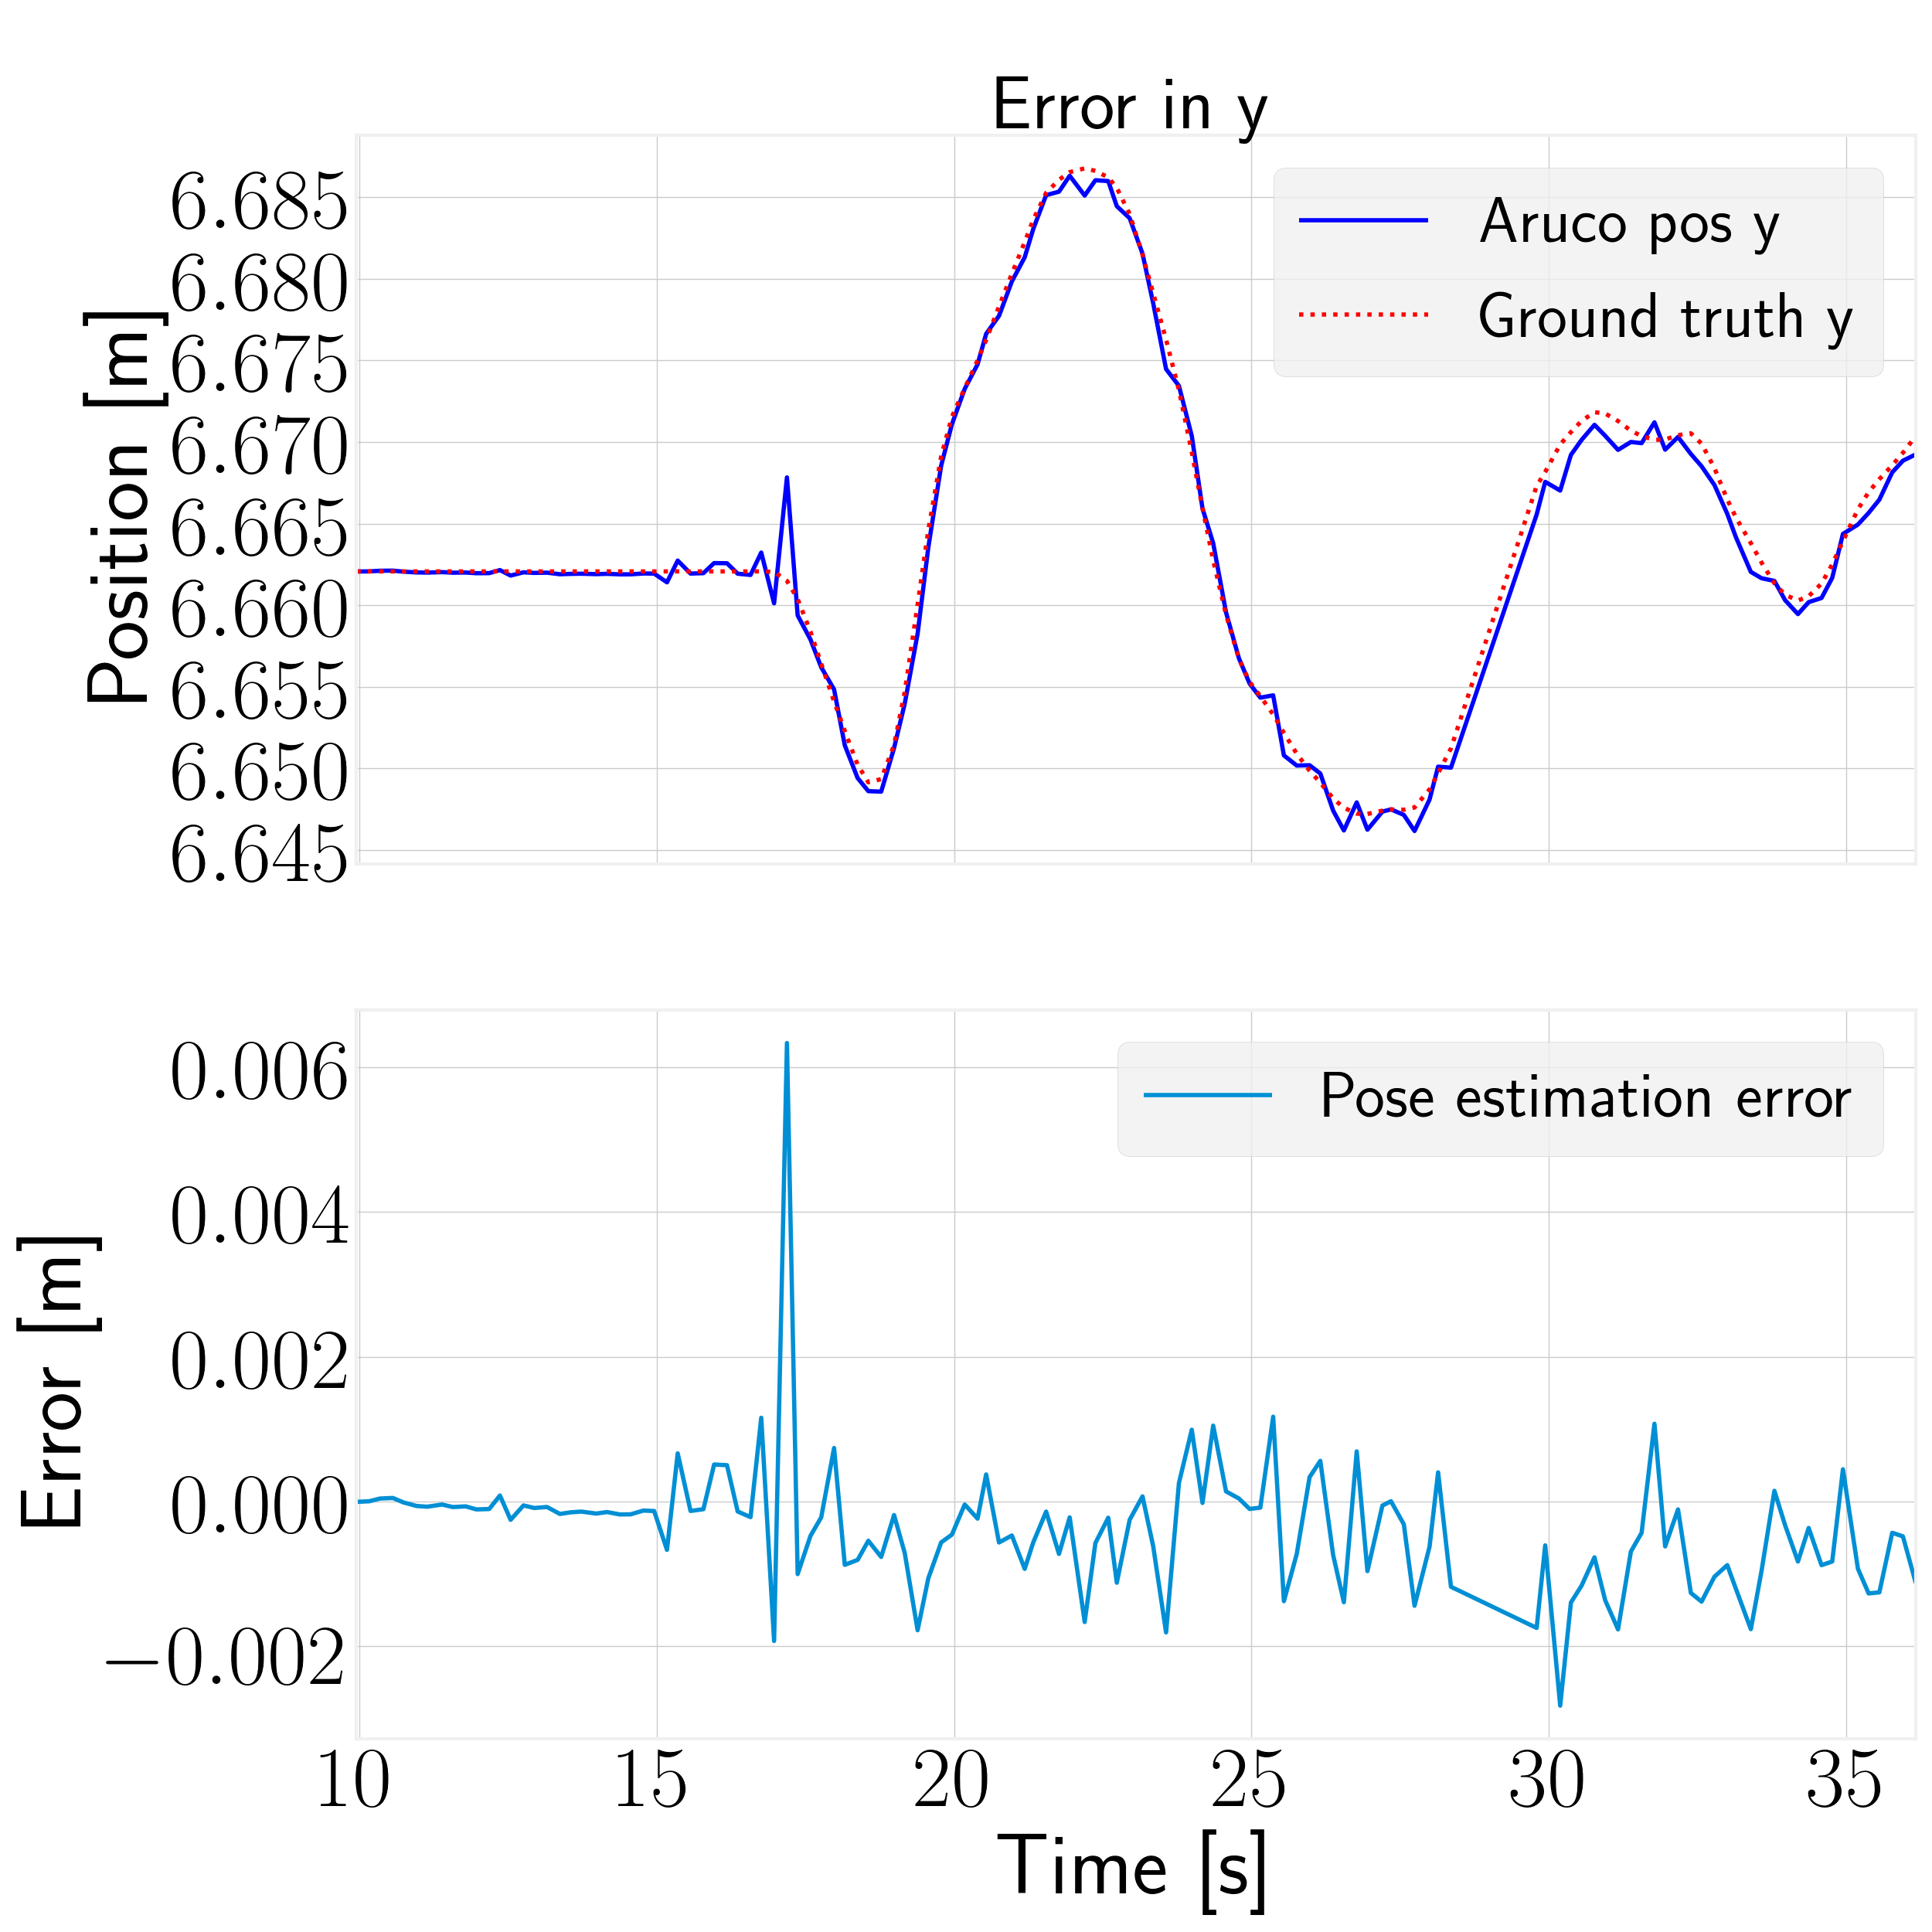 Error in y
Position [m]
6.685
6.680
6.675
6.670
6.665
6.660
6.655
6.650
6.645
Aruco pos y
Ground truth y
Error [m]
0.006
0.004
0.002
0.000
−0.002
Pose estimation error
10 15 20 25 30 35
Time [s]